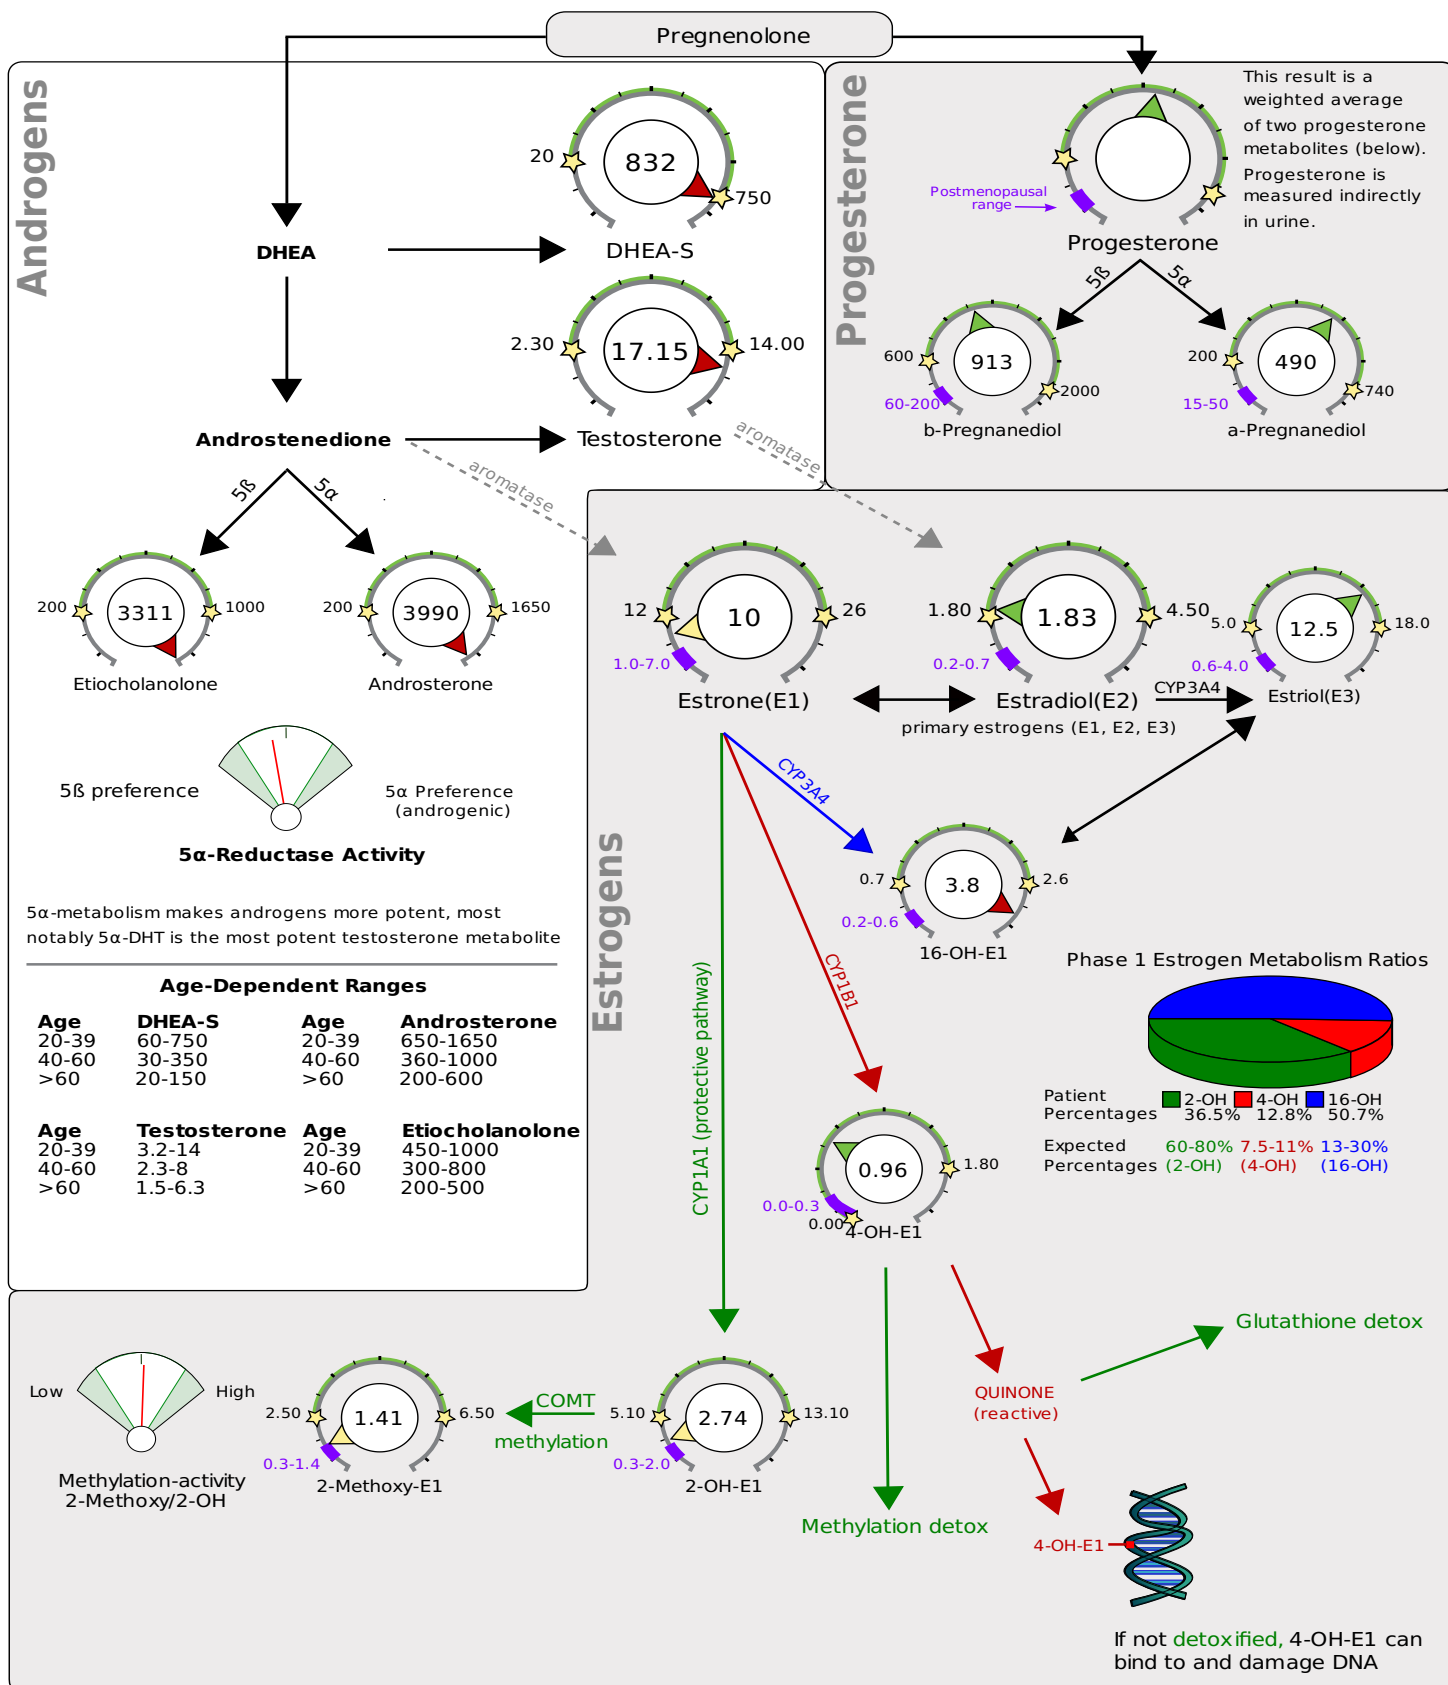 Pregnenolone
Androgens
DHEA
20
832
750
DHEA-S
2.30
17.15
14.00
Testosterone
Androstenedione
aromatase
aromatase
5ß
5α
200
3311
1000
Etiocholanolone
200
3990
1650
Androsterone
5ß preference
5α Preference
(androgenic)
5α-Reductase Activity
5α-metabolism makes androgens more potent, most
notably 5α-DHT is the most potent testosterone metabolite
Age-Dependent Ranges
Age DHEA-S Age Androsterone
20-39 60-750 20-39 650-1650
40-60 30-350 40-60 360-1000
>60 20-150 >60 200-600
Age Testosterone Age Etiocholanolone
20-39 3.2-14 20-39 450-1000
40-60 2.3-8 40-60 300-800
>60 1.5-6.3 >60 200-500
Progesterone
This result is a
weighted average
of two progesterone
metabolites (below).
Progesterone is
measured indirectly
in urine.
Postmenopausal
range
Progesterone
5ß
5α
600
913
2000
60-200
b-Pregnanediol
200
490
740
15-50
a-Pregnanediol
Estrogens
12
10
26
1.0-7.0
Estrone(E1)
1.80
1.83
4.50
0.2-0.7
Estradiol(E2)
CYP3A4
5.0
12.5
18.0
0.6-4.0
Estriol(E3)
primary estrogens (E1, E2, E3)
CYP3A4
0.7
3.8
2.6
0.2-0.6
16-OH-E1
CYP1B1
CYP1A1 (protective pathway)
Phase 1 Estrogen Metabolism Ratios
Patient 2-OH 4-OH 16-OH
Percentages 36.5% 12.8% 50.7%
Expected 60-80% 7.5-11% 13-30%
Percentages (2-OH) (4-OH) (16-OH)
0.96
1.80
0.0-0.3
0.00
4-OH-E1
Low
High
Methylation-activity
2-Methoxy/2-OH
2.50
1.41
6.50
0.3-1.4
2-Methoxy-E1
COMT
methylation
5.10
2.74
13.10
0.3-2.0
2-OH-E1
Methylation detox
Glutathione detox
QUINONE
(reactive)
4-OH-E1
If not detoxified, 4-OH-E1 can
bind to and damage DNA